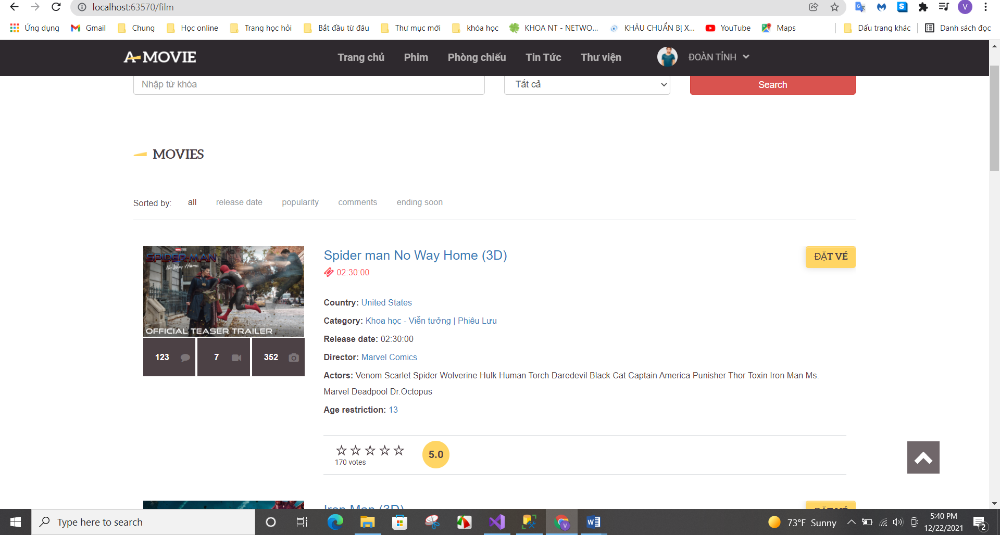 localhost:63570/film
V
Ứng dụng Gmail Chung Học online Trang học hỏi Bắt đầu từ đâu Thư mục mới khóa học KHOA NT - NETWO... KHÂU CHUẨN BỊ X... YouTube Maps Dấu trang khác Danh sách đọc
A-MOVIE Trang chủ Phim Phòng chiếu Tin Tức Thư viện ĐOÀN TỈNH
Nhập từ khóa Tất cả Search
MOVIES
Sorted by: all release date popularity comments ending soon
SPIDER-MAN
No Way Home
OFFICIAL TEASER TRAILER
123 7 352
Spider man No Way Home (3D) ĐẶT VÉ
02:30:00
Country: United States
Category: Khoa học - Viễn tưởng | Phiêu Lưu
Release date: 02:30:00
Director: Marvel Comics
Actors: Venom Scarlet Spider Wolverine Hulk Human Torch Daredevil Black Cat Captain America Punisher Thor Toxin Iron Man Ms.
Marvel Deadpool Dr.Octopus
Age restriction: 13
5.0
170 votes
Iron Man (3D) ĐẶT VÉ
Type here to search 73°F Sunny 5:40 PM
12/22/2021
2